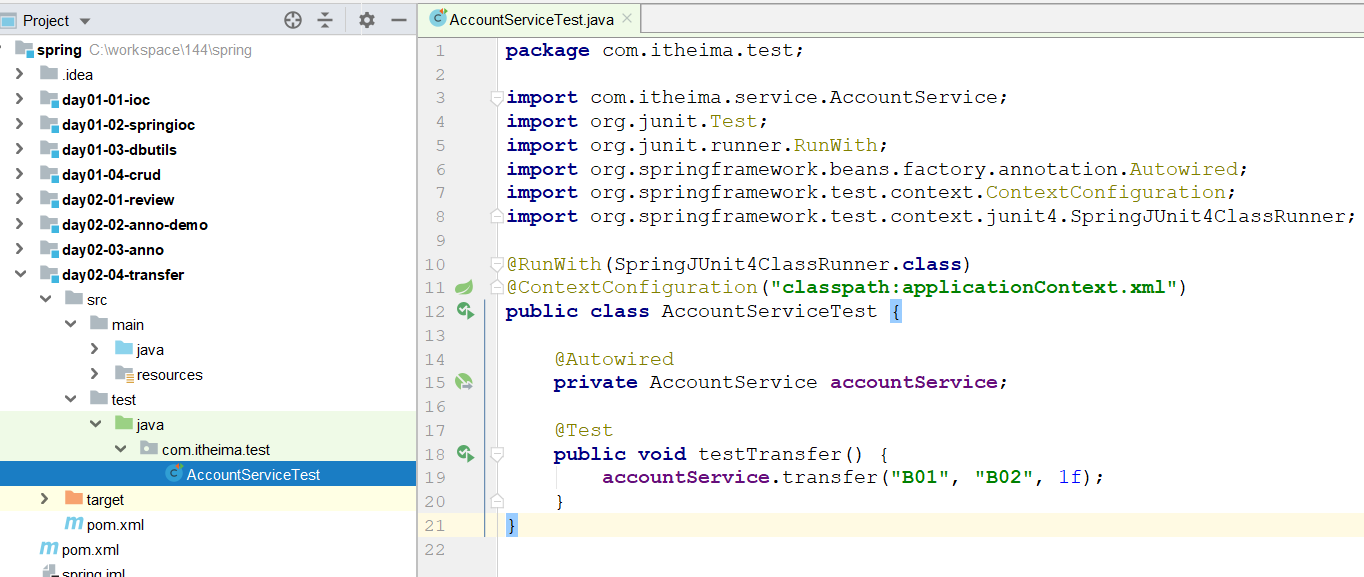 Project
spring C:\workspace\144\spring
.idea
day01-01-ioc
day01-02-springioc
day01-03-dbutils
day01-04-crud
day02-01-review
day02-02-anno-demo
day02-03-anno
day02-04-transfer
src
main
java
resources
test
java
com.itheima.test
AccountServiceTest
target
pom.xml
pom.xml
spring.iml
AccountServiceTest.java
1 package com.itheima.test;
2
3 import com.itheima.service.AccountService;
4 import org.junit.Test;
5 import org.junit.runner.RunWith;
6 import org.springframework.beans.factory.annotation.Autowired;
7 import org.springframework.test.context.ContextConfiguration;
8 import org.springframework.test.context.junit4.SpringJUnit4ClassRunner;
9
10 @RunWith(SpringJUnit4ClassRunner.class)
11 @ContextConfiguration("classpath:applicationContext.xml")
12 public class AccountServiceTest {
13
14 @Autowired
15 private AccountService accountService;
16
17 @Test
18 public void testTransfer() {
19 accountService.transfer("B01", "B02", 1f);
20 }
21 }
22